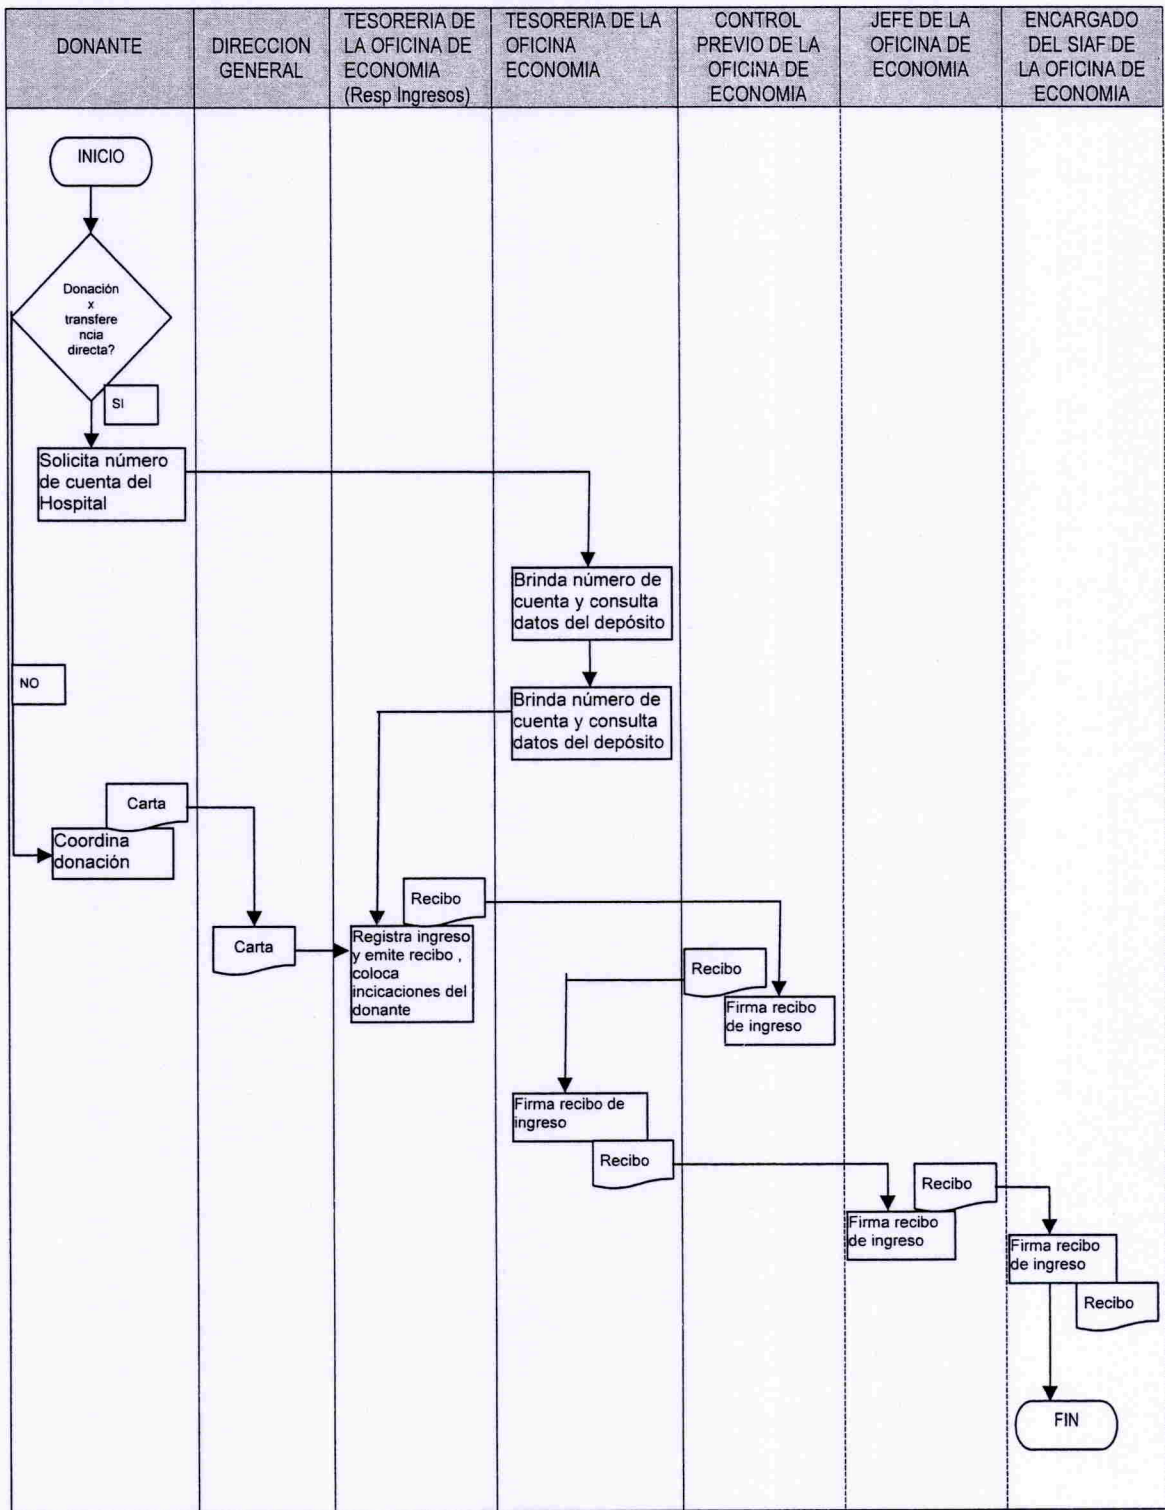 DONANTE
DIRECCION
GENERAL
TESORERIA DE
LA OFICINA DE
ECONOMIA
(Resp Ingresos)
TESORERIA DE LA
OFICINA
ECONOMIA
CONTROL
PREVIO DE LA
OFICINA DE
ECONOMIA
JEFE DE LA
OFICINA DE
ECONOMIA
ENCARGADO
DEL SIAF DE
LA OFICINA DE
ECONOMIA
INICIO
Donación
x
transfere
ncia
directa?
SI
Solicita número
de cuenta del
Hospital
Brinda número de
cuenta y consulta
datos del depósito
NO
Brinda número de
cuenta y consulta
datos del depósito
Carta
Coordina
donación
Carta
Recibo
Registra ingreso
y emite recibo ,
coloca
incicaciones del
donante
Recibo
Firma recibo
de ingreso
Firma recibo de
ingreso
Recibo
Recibo
Firma recibo
de ingreso
Firma recibo
de ingreso
Recibo
FIN